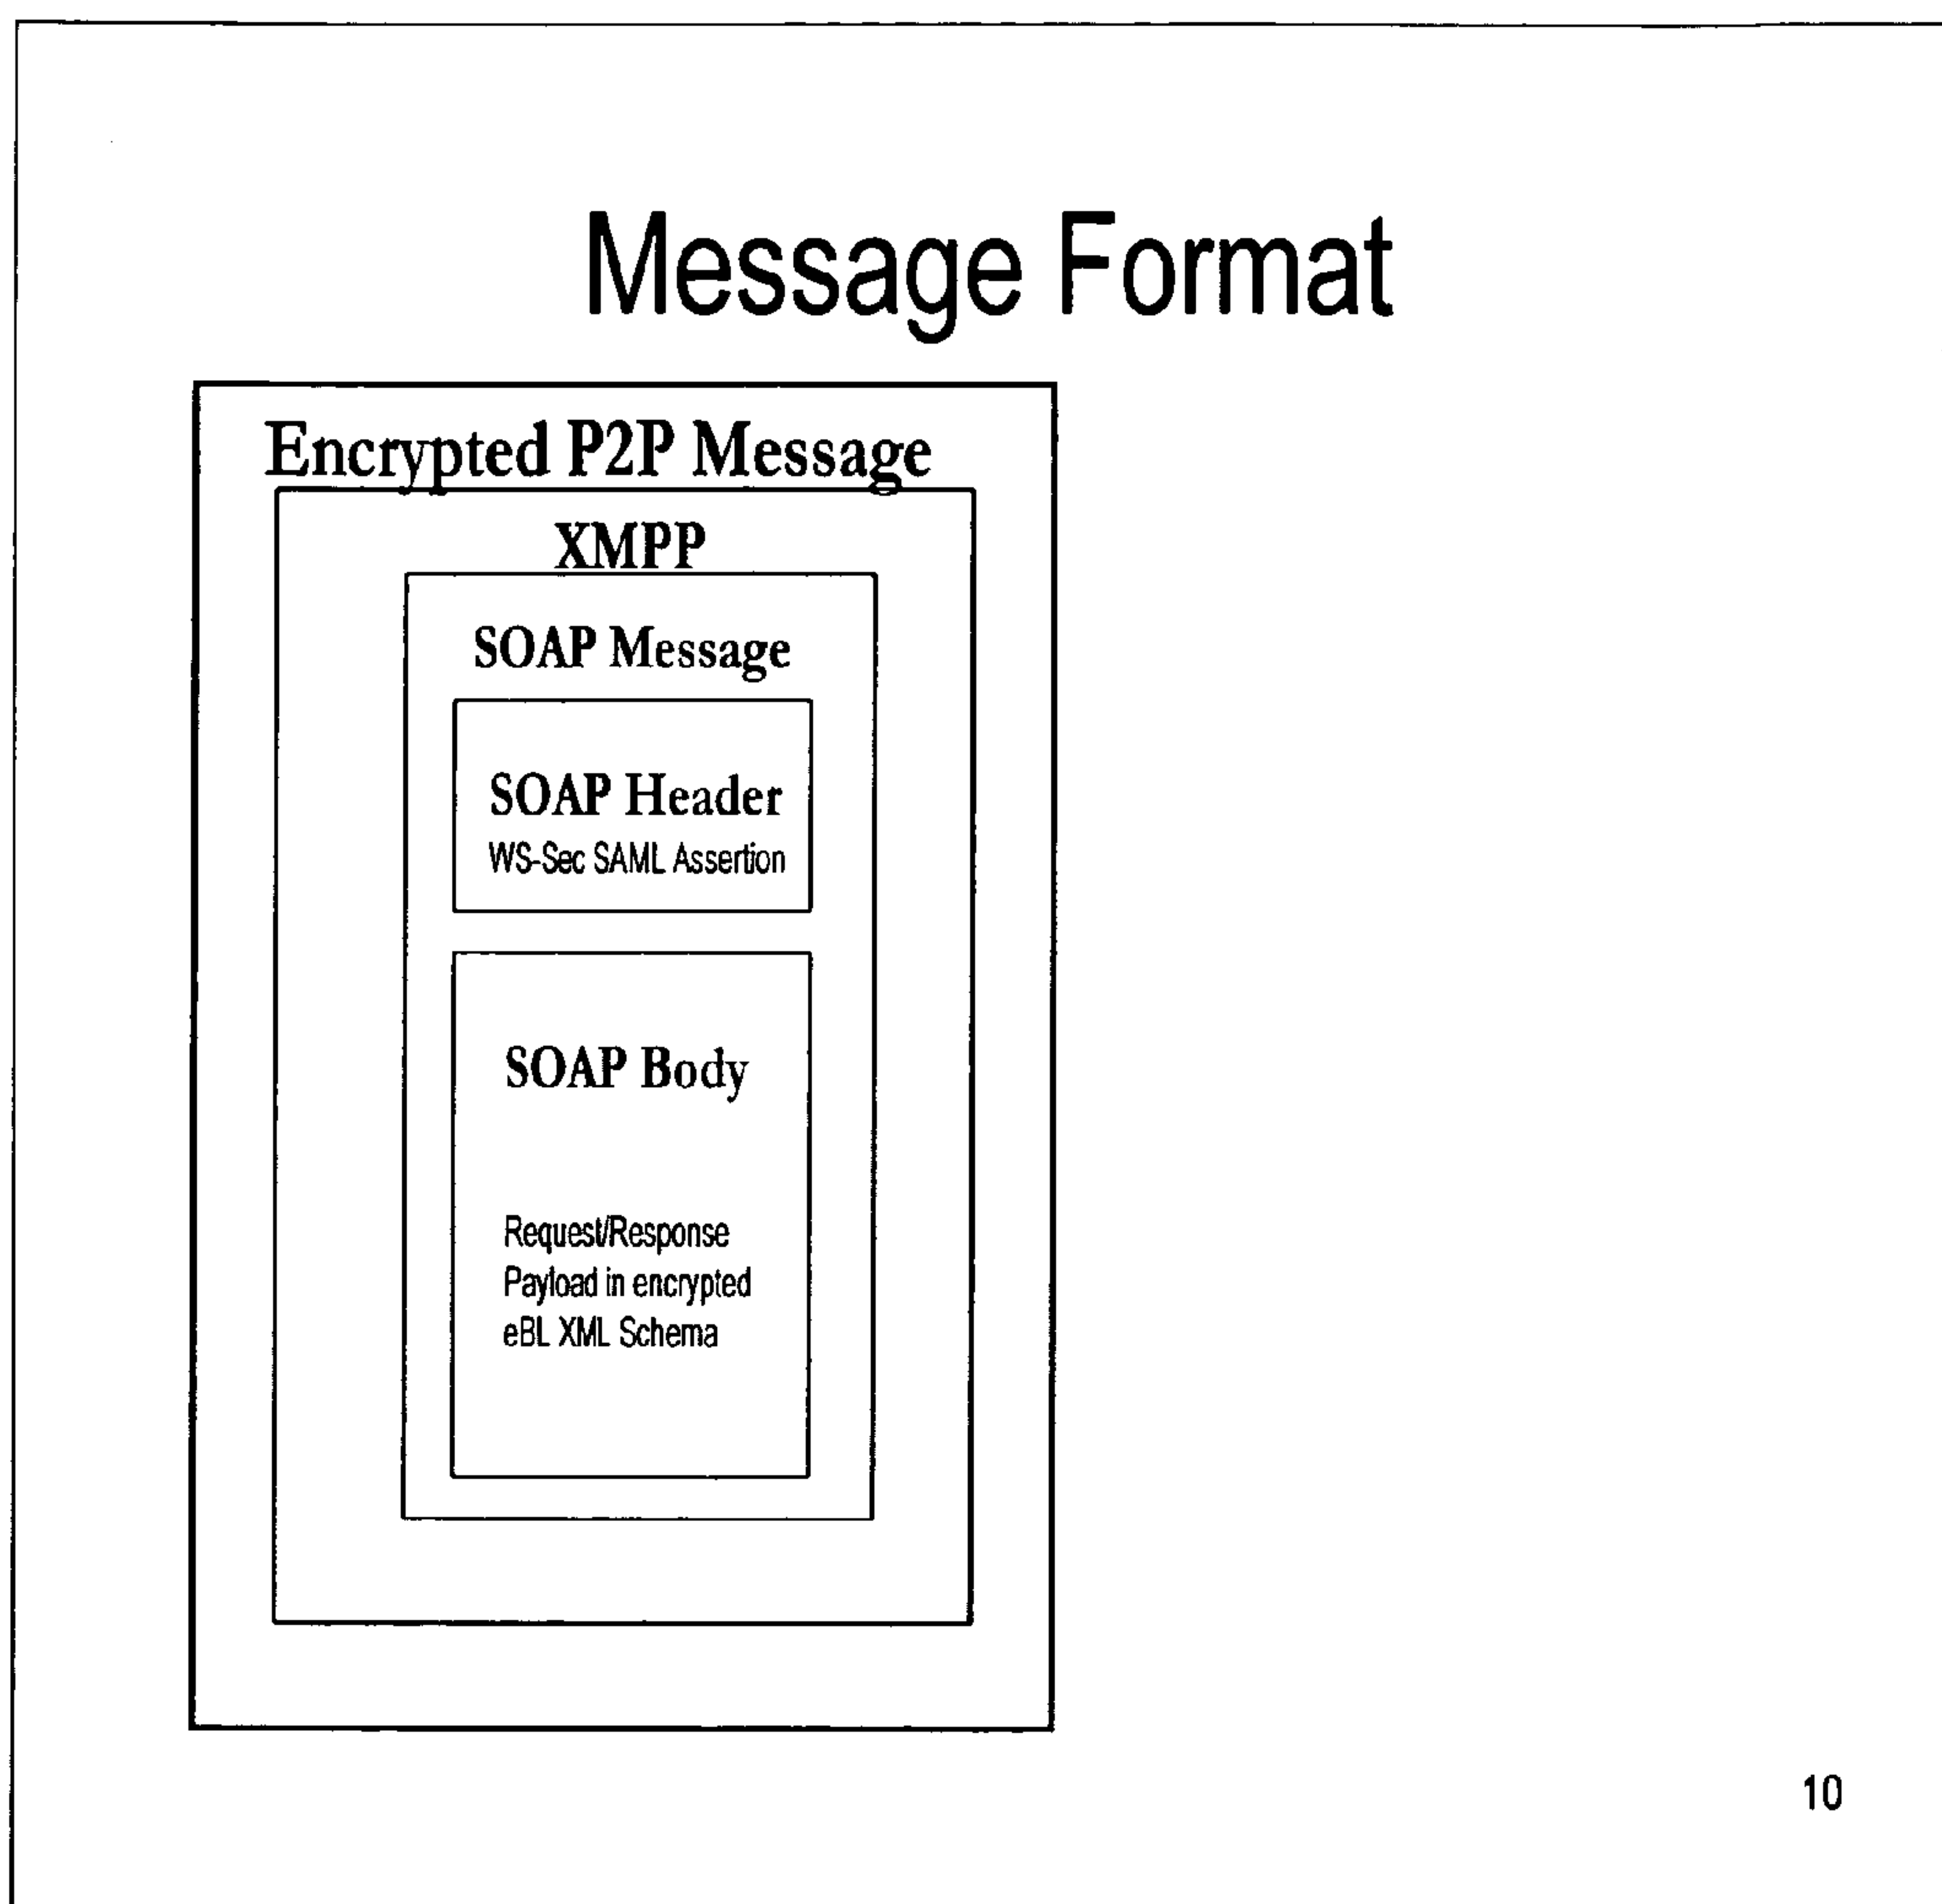 Message Format
Encrypted P2P Message
XMPP
SOAP Message
SOAP Header
WS-Sec SAML Assertion
SOAP Body
Request/Response
Payload in encrypted
eBL XML Schema
10